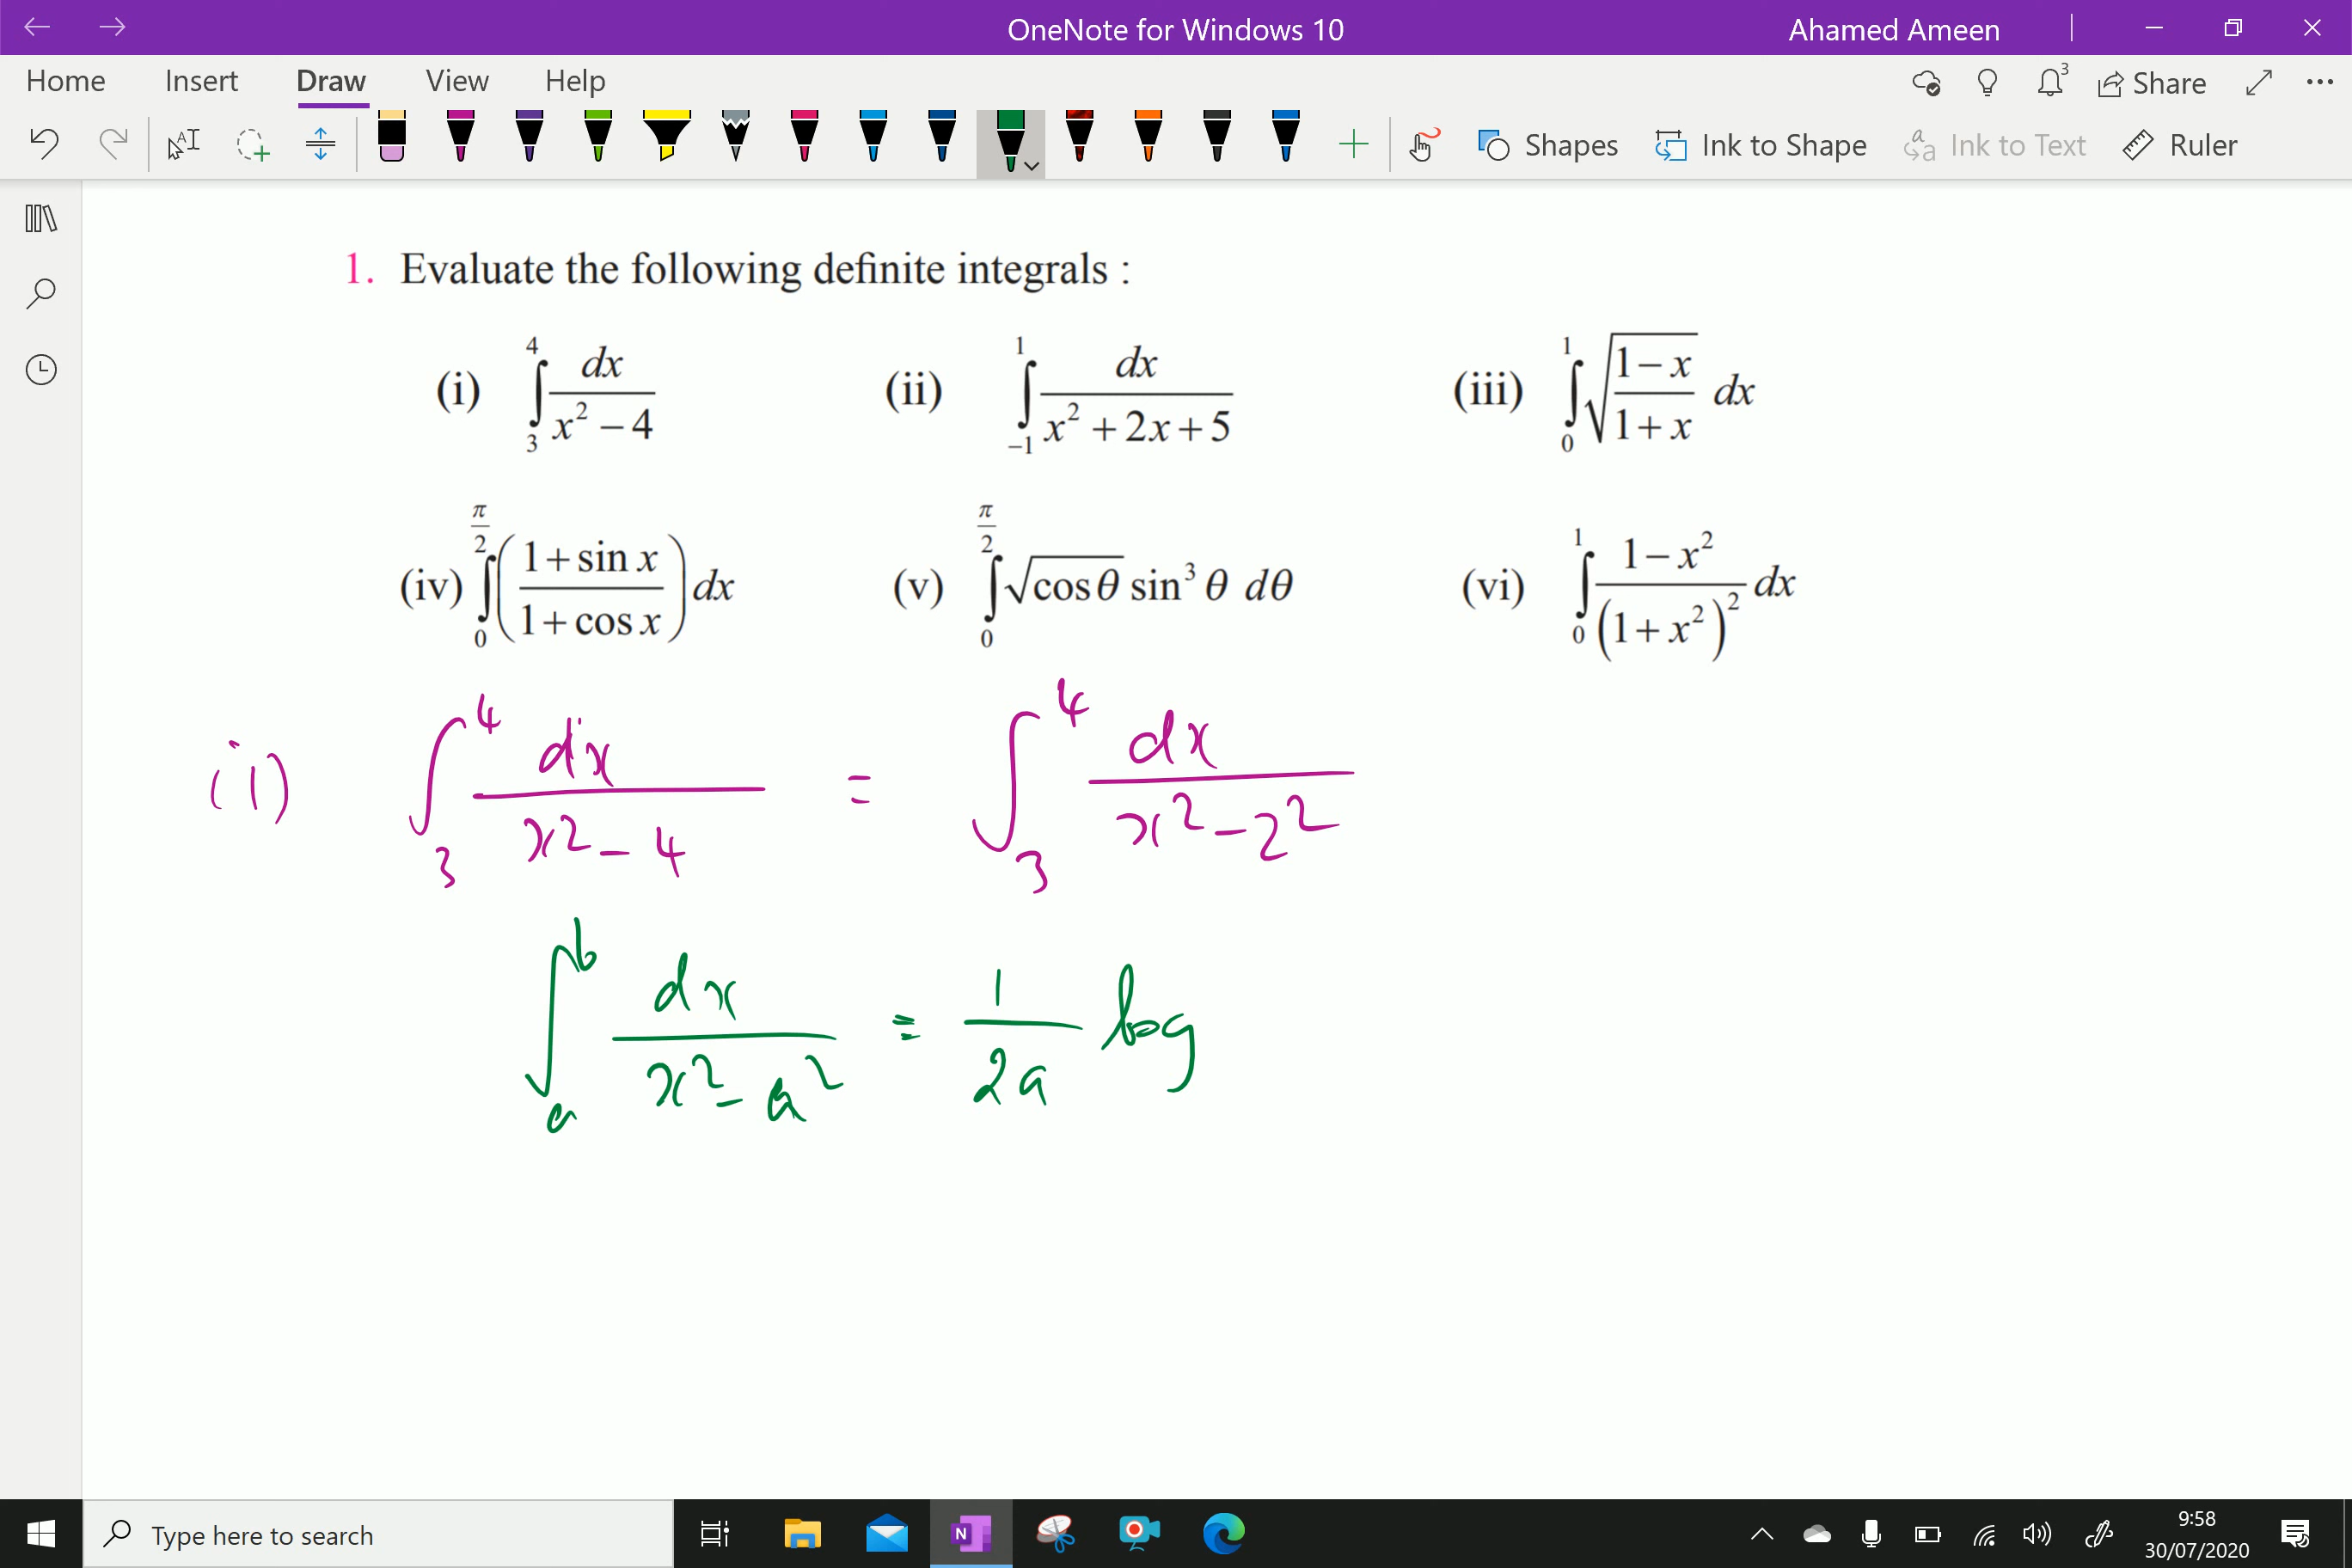 OneNote for Windows 10
Ahamed Ameen
Home Insert Draw View Help
3 Share
Shapes Ink to Shape Ink to Text Ruler
1. Evaluate the following definite integrals :
(i) ∫₃⁴ dx/(x² − 4) (ii) ∫₋₁¹ dx/(x² + 2x + 5) (iii) ∫₀¹ √((1 − x)/(1 + x)) dx
(iv) ∫₀^(π/2) ((1 + sin x)/(1 + cos x)) dx (v) ∫₀^(π/2) √(cos θ) sin³ θ dθ (vi) ∫₀¹ (1 − x²)/(1 + x²)² dx
(i) ∫₃⁴ dx/(x² − 4) = ∫₃⁴ dx/(x² − 2²)
∫ₐᵇ dx/(x² − a²) = 1/(2a) log
Type here to search
9:58
30/07/2020